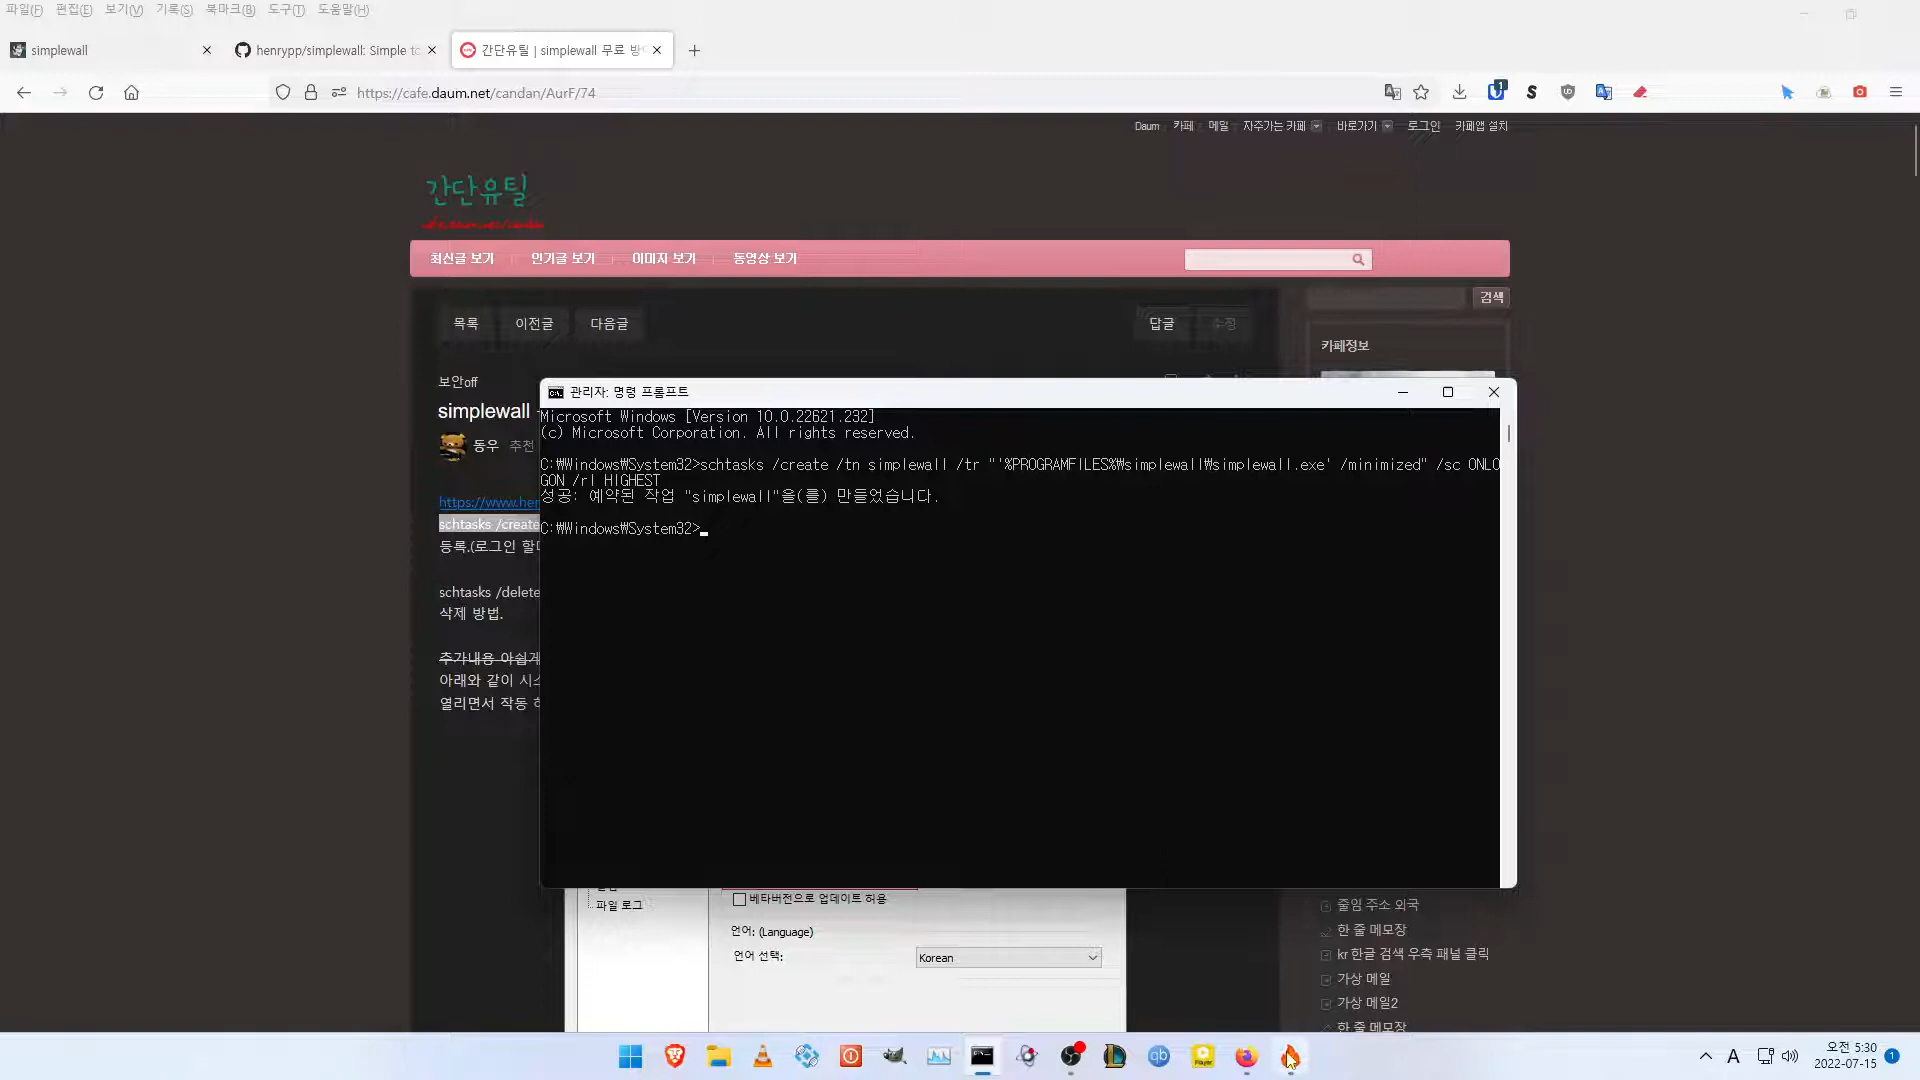 파일(F) 편집(E) 보기(V) 기록(S) 북마크(B) 도구(T) 도움말(H)
simplewall
henrypp/simplewall: Simple to
간단유틸 | simplewall 무료 방
https://cafe.daum.net/candan/AurF/74
Daum 카페 메일 자주가는 카페 바로가기 로그인 카페앱 설치
간단유틸
cafe.daum.net/candan
최신글 보기 인기글 보기 이미지 보기 동영상 보기
검색
목록 이전글 다음글 답글 수정
카페정보
보안off
simplewall
동우 추천
https://www.hen
schtasks /create
등록.(로그인 할
schtasks /delete
삭제 방법.
추가내용 아쉽게
아래와 같이 시스
열리면서 작동
관리자: 명령 프롬프트
Microsoft Windows [Version 10.0.22621.232]
(c) Microsoft Corporation. All rights reserved.
C:₩Windows₩System32>schtasks /create /tn simplewall /tr "'%PROGRAMFILES%₩simplewall₩simplewall.exe' /minimized" /sc ONLO
GON /rl HIGHEST
성공: 예약된 작업 "simplewall"을(를) 만들었습니다.
C:₩Windows₩System32>
파일 로그
베타버전으로 업데이트 허용
언어: (Language)
언어 선택:
Korean
줄임 주소 외국
한 줄 메모장
kr 한글 검색 우측 패널 클릭
가상 메일
가상 메일2
한 줄 메모장
qb
Player
A
오전 5:30
2022-07-15
1